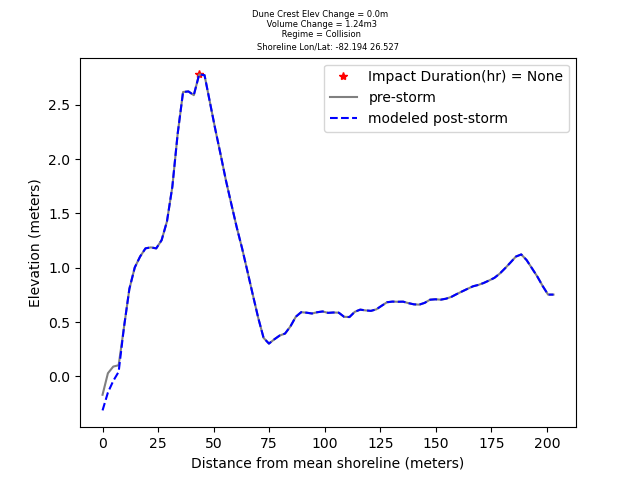 Dune Crest Elev Change = 0.0m
Volume Change = 1.24m3
Regime = Collision
Shoreline Lon/Lat: -82.194 26.527
Impact Duration(hr) = None
pre-storm
modeled post-storm
Elevation (meters)
2.5
2.0
1.5
1.0
0.5
0.0
0 25 50 75 100 125 150 175 200
Distance from mean shoreline (meters)